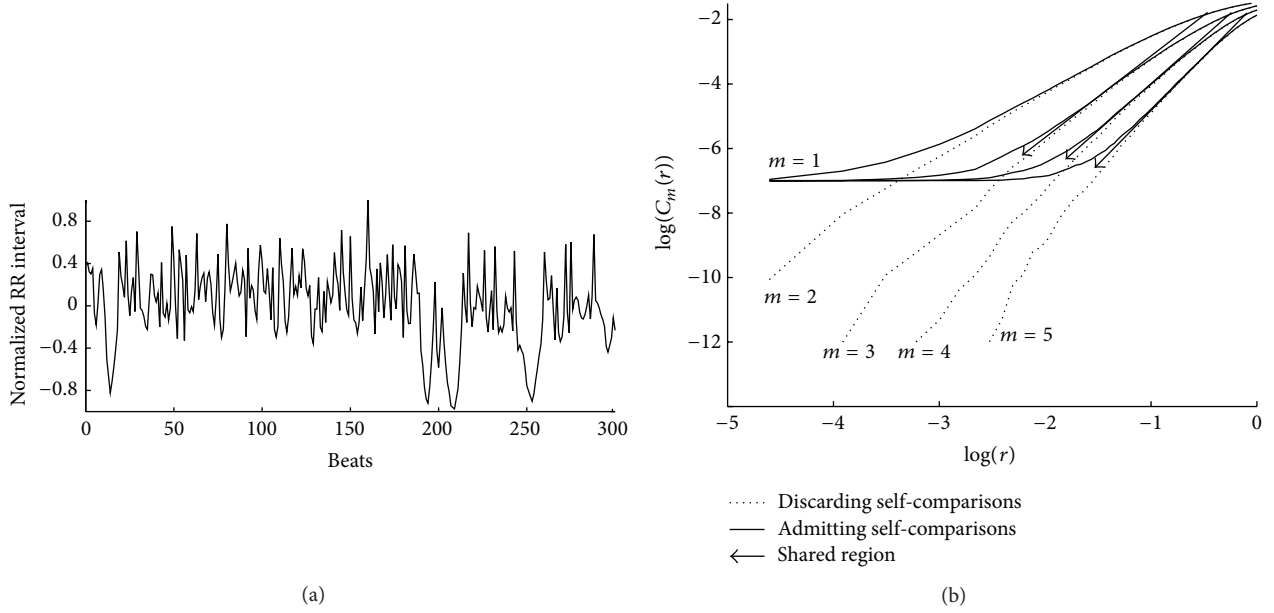 Normalized RR interval
0.8
0.4
0
−0.4
−0.8
0 50 100 150 200 250 300
Beats
(a)
log(C_m(r))
−2
−4
−6
−8
−10
−12
m = 1
m = 2
m = 3
m = 4
m = 5
−5 −4 −3 −2 −1 0
log(r)
Discarding self-comparisons
Admitting self-comparisons
Shared region
(b)